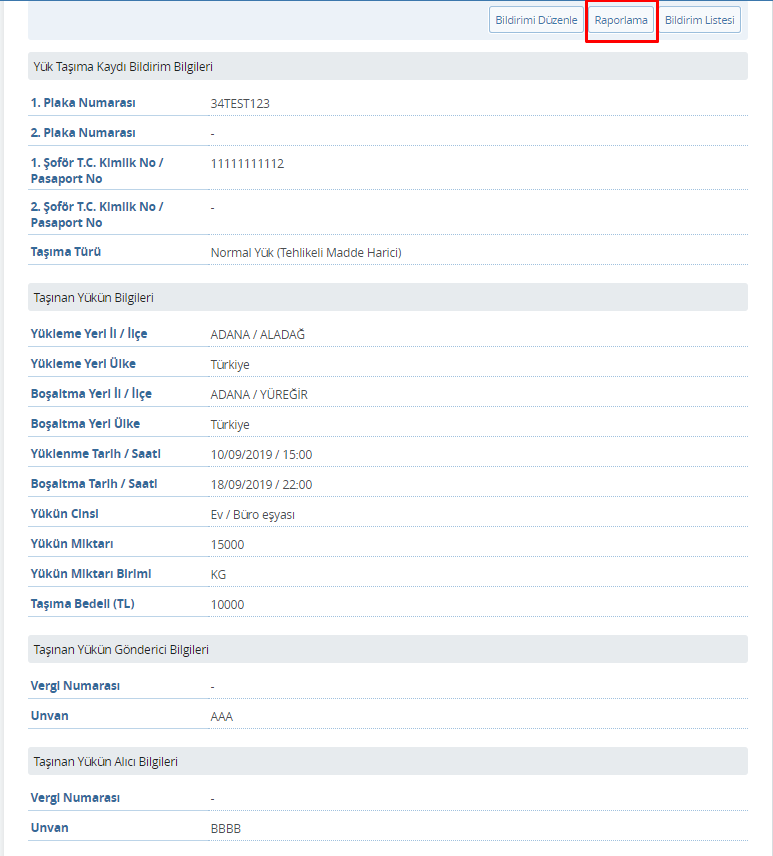 Bildirimi Düzenle Raporlama Bildirim Listesi
Yük Taşıma Kaydı Bildirim Bilgileri
1. Plaka Numarası 34TEST123
2. Plaka Numarası -
1. Şoför T.C. Kimlik No / 11111111112
Pasaport No
2. Şoför T.C. Kimlik No / -
Pasaport No
Taşıma Türü Normal Yük (Tehlikeli Madde Harici)
Taşınan Yükün Bilgileri
Yükleme Yeri İl / İlçe ADANA / ALADAĞ
Yükleme Yeri Ülke Türkiye
Boşaltma Yeri İl / İlçe ADANA / YÜREĞİR
Boşaltma Yeri Ülke Türkiye
Yüklenme Tarih / Saati 10/09/2019 / 15:00
Boşaltma Tarih / Saati 18/09/2019 / 22:00
Yükün Cinsi Ev / Büro eşyası
Yükün Miktarı 15000
Yükün Miktarı Birimi KG
Taşıma Bedeli (TL) 10000
Taşınan Yükün Gönderici Bilgileri
Vergi Numarası -
Unvan AAA
Taşınan Yükün Alıcı Bilgileri
Vergi Numarası -
Unvan BBBB